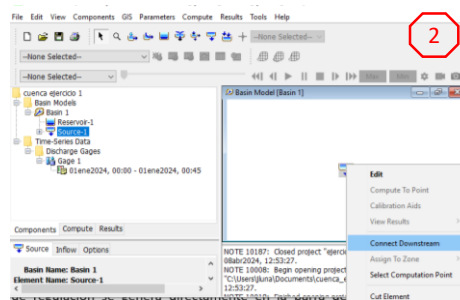 File Edit View Components GIS Parameters Compute Results Tools Help
--None Selected--
2
--None Selected--
--None Selected--
cuenca ejercicio 1
Basin Models
Basin 1
Reservoir-1
Source-1
Time-Series Data
Discharge Gages
Gage 1
01ene2024, 00:00 - 01ene2024, 00:45
Components Compute Results
Source Inflow Options
Basin Name: Basin 1
Element Name: Source-1
Basin Model [Basin 1]
Edit
Compute To Point
Calibration Aids
View Results
Connect Downstream
Assign To Zone
Select Computation Point
Cut Element
NOTE 10187: Closed project "ejercic
08abr2024, 12:53:27.
NOTE 10008: Begin opening project
"C:\Users\jluna\Documents\cuenca_e
12:53:27.